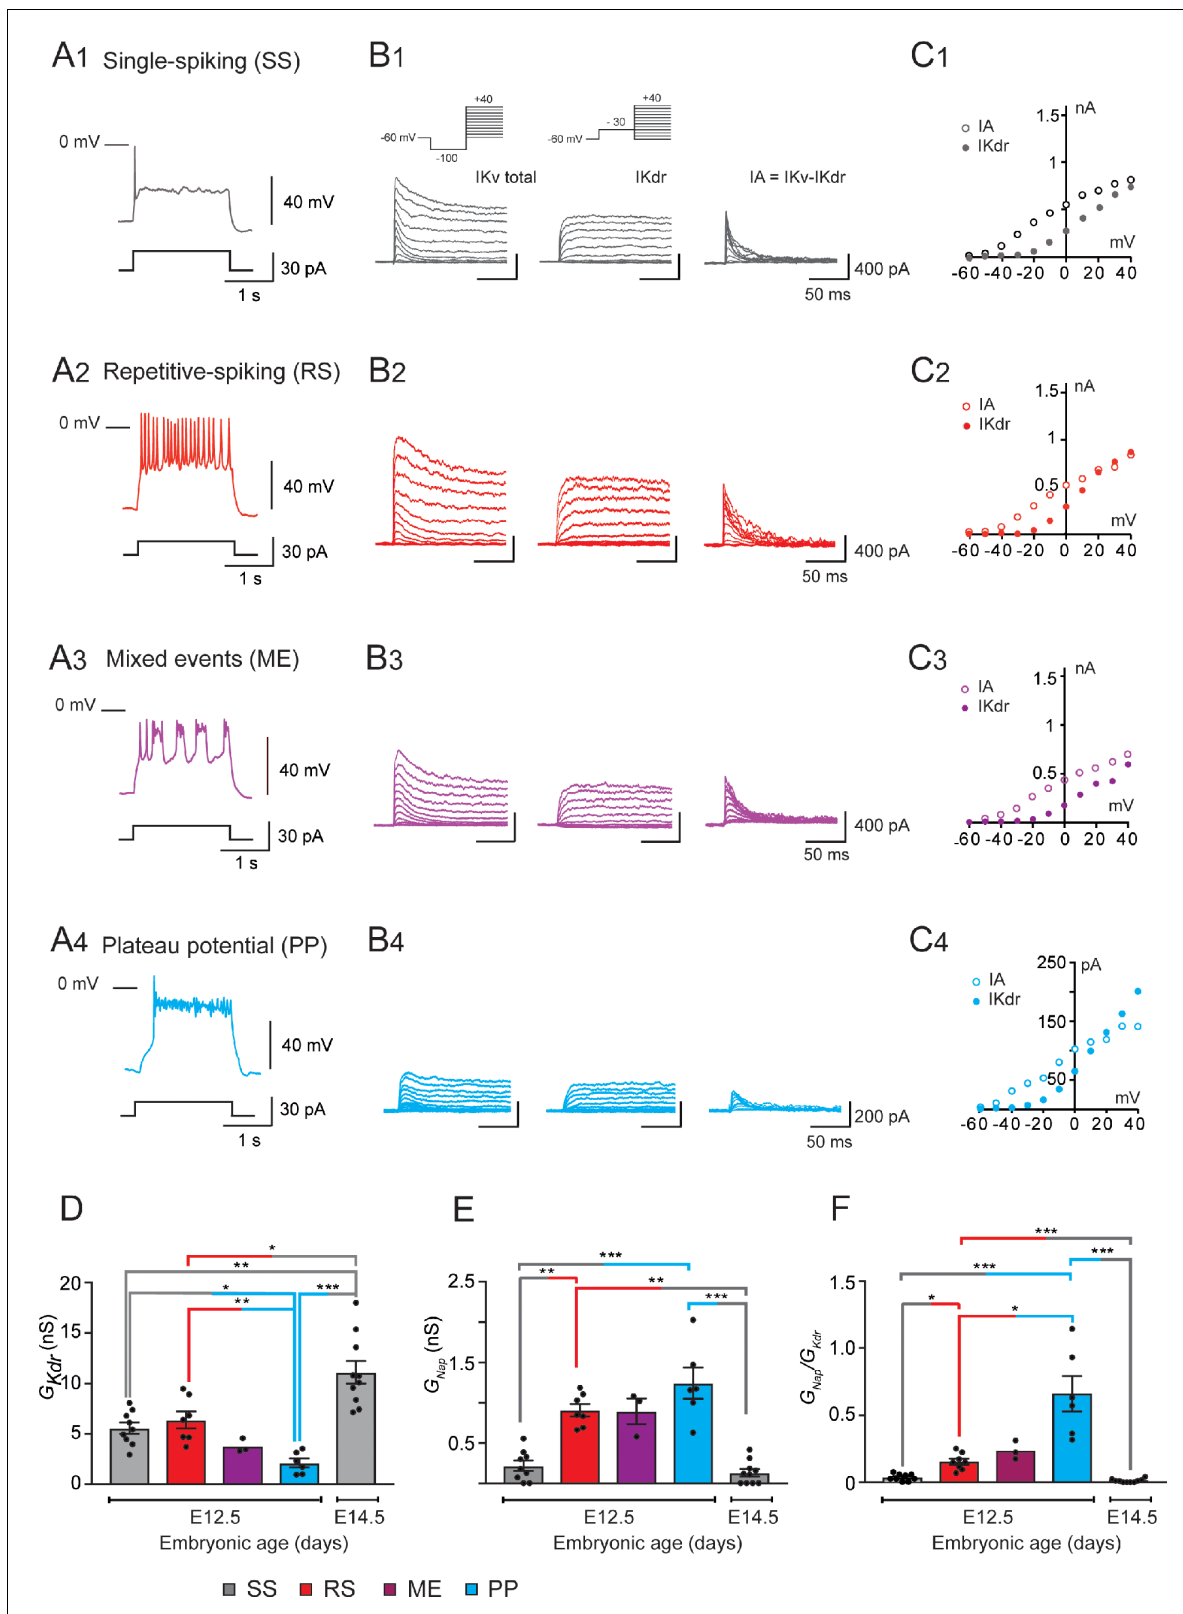 A1 Single-spiking (SS)
0 mV
40 mV
30 pA
1 s
B1
+40
-60 mV
-100
IKv total
+40
- 30
-60 mV
IKdr
IA = IKv-IKdr
400 pA
50 ms
C1
nA
1.5
IA
IKdr
1
0.5
mV
-60 -40 -20 0 20 40
A2 Repetitive-spiking (RS)
0 mV
40 mV
30 pA
1 s
B2
400 pA
50 ms
C2
nA
1.5
IA
IKdr
1
0.5
mV
-60 -40 -20 0 20 40
A3 Mixed events (ME)
0 mV
40 mV
30 pA
1 s
B3
400 pA
50 ms
C3
nA
1.5
IA
IKdr
1
0.5
mV
-60 -40 -20 0 20 40
A4 Plateau potential (PP)
0 mV
40 mV
30 pA
1 s
B4
200 pA
50 ms
C4
250
pA
IA
IKdr
150
50
mV
-60 -40 -20 0 20 40
D
*
**
*
***
**
20
15
10
5
0
GKdr (nS)
E12.5 E14.5
Embryonic age (days)
E
***
**
**
***
2.5
1.5
0.5
GNap (nS)
E12.5 E14.5
Embryonic age (days)
F
***
***
***
*
*
1.5
1
0.5
0
GNap/GKdr
E12.5 E14.5
Embryonic age (days)
SS RS ME PP